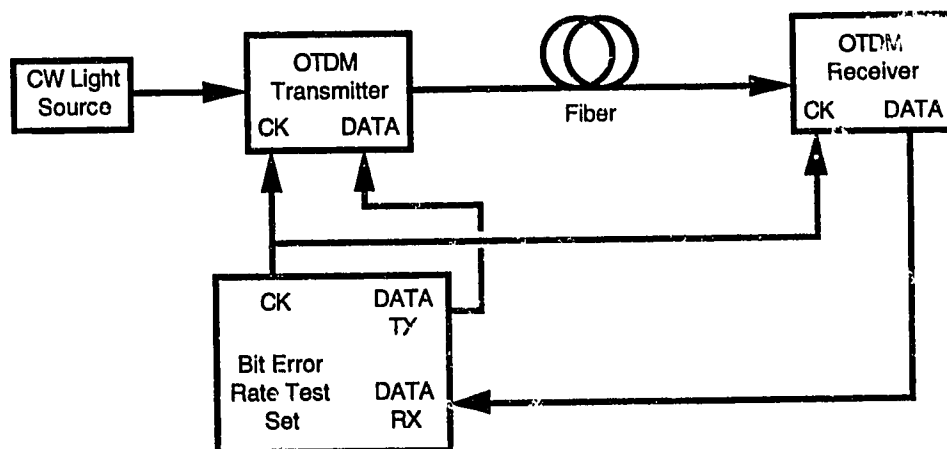 CW Light
Source
OTDM
Transmitter
CK DATA
Fiber
OTDM
Receiver
CK DATA
CK
DATA
TX
Bit Error
Rate Test
Set
DATA
RX